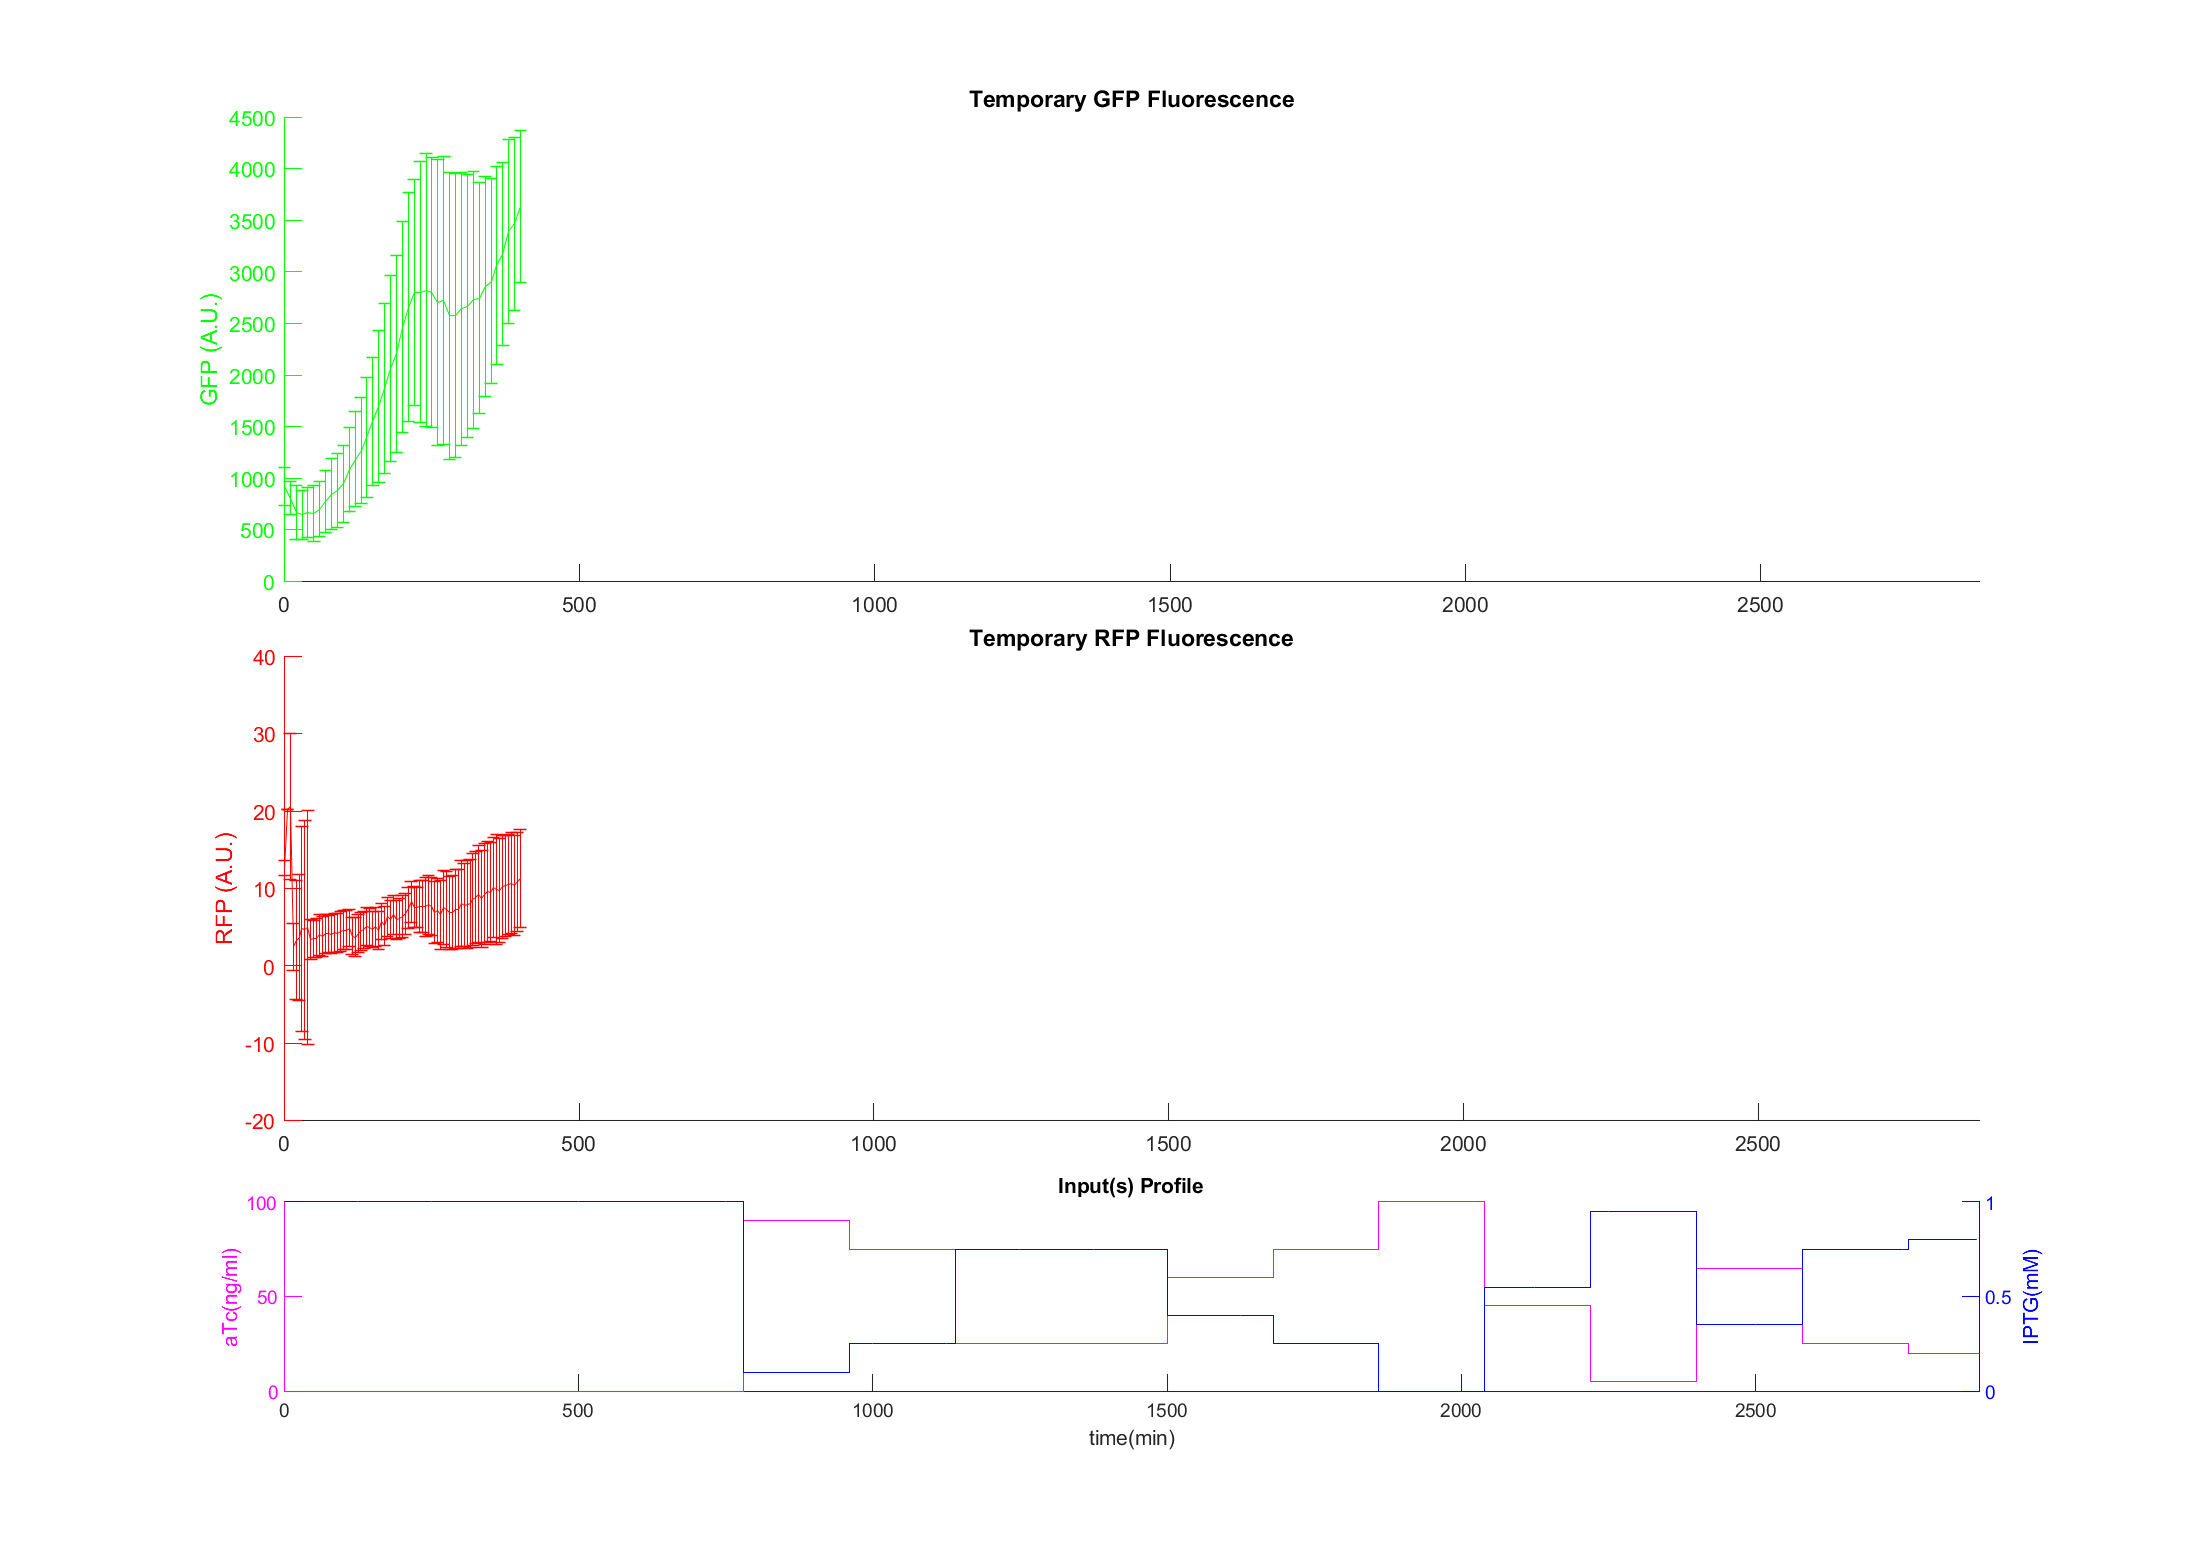 Temporary GFP Fluorescence
4500
4000
3500
3000
2500
2000
1500
1000
500
0
GFP (A.U.)
0 500 1000 1500 2000 2500
Temporary RFP Fluorescence
40
30
20
10
0
-10
-20
RFP (A.U.)
0 500 1000 1500 2000 2500
Input(s) Profile
100
50
0
aTc(ng/ml)
1
0.5
0
IPTG(mM)
0 500 1000 1500 2000 2500
time(min)